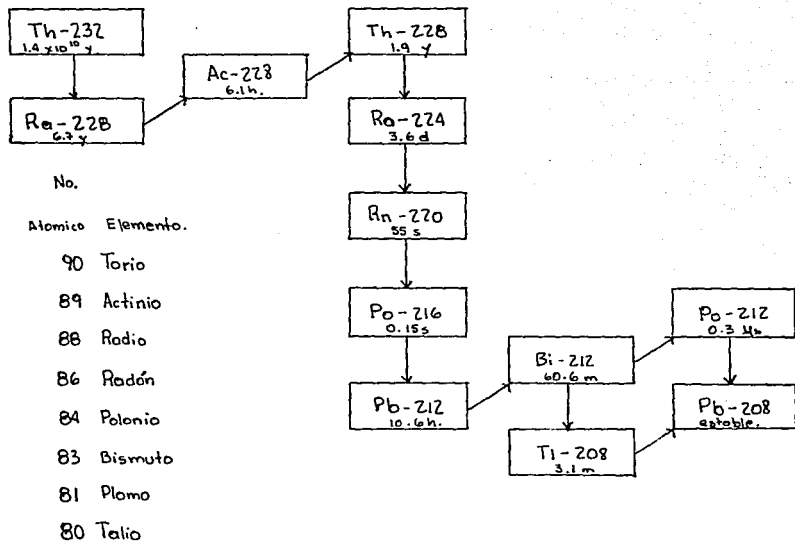 Th-232
1.4 x 10¹⁰ y.
Ra-228
6.7 y
Ac-228
6.1 h.
Th-228
1.9 y
Ra-224
3.6 d
Rn-220
55 s
Po-216
0.15 s
Pb-212
10.6 h.
Bi-212
60.6 m
Po-212
0.3 μs
Tl-208
3.1 m
Pb-208
estable.
No.
Atomico Elemento.
90 Torio
89 Actinio
88 Radio
86 Radón
84 Polonio
83 Bismuto
81 Plomo
80 Talio